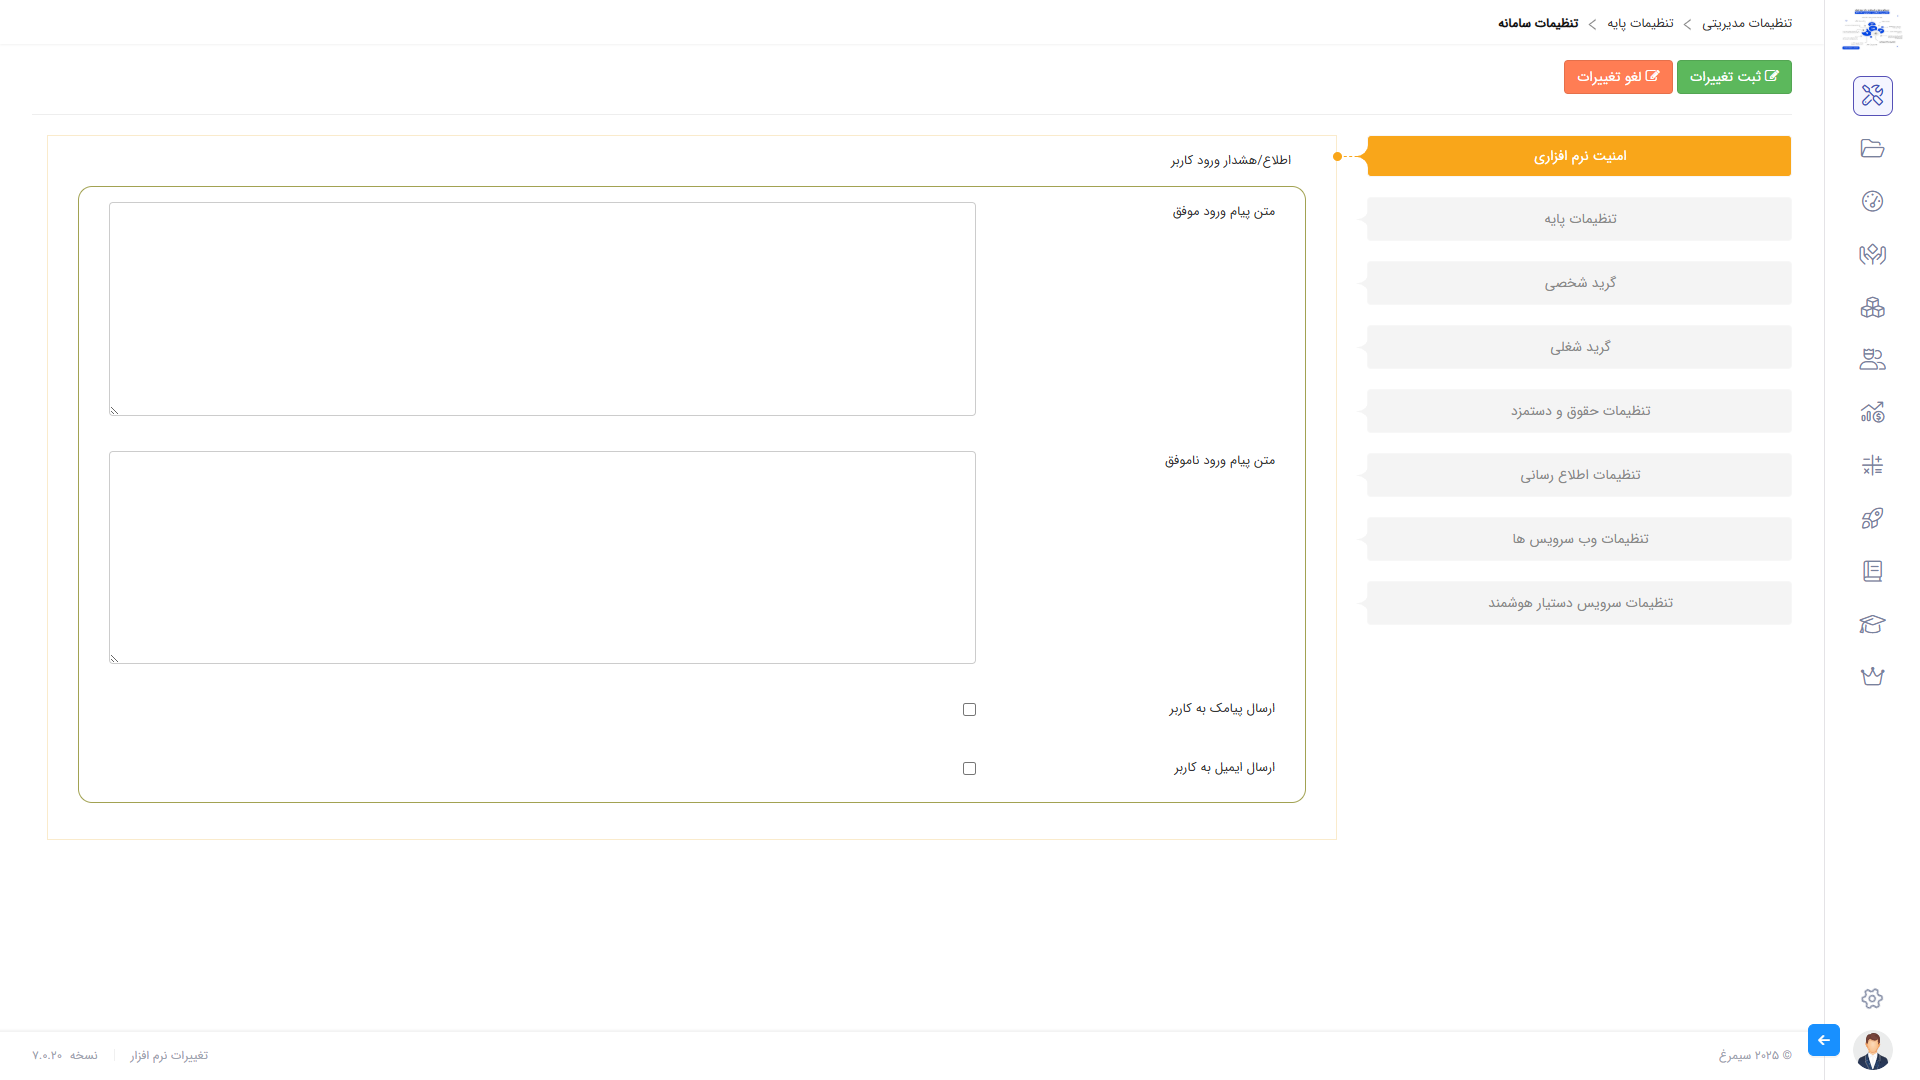 تنظیمات مدیریتی > تنظیمات پایه > تنظیمات سامانه
ثبت تغییرات
لغو تغییرات
امنیت نرم افزاری
تنظیمات پایه
گرید شخصی
گرید شغلی
تنظیمات حقوق و دستمزد
تنظیمات اطلاع رسانی
تنظیمات وب سرویس ها
تنظیمات سرویس دستیار هوشمند
اطلاع/هشدار ورود کاربر
متن پیام ورود موفق
متن پیام ورود ناموفق
ارسال پیامک به کاربر
ارسال ایمیل به کاربر
© ۲۰۲۵ سیمرغ
تغییرات نرم افزار
نسخه ۷.۰.۲۰